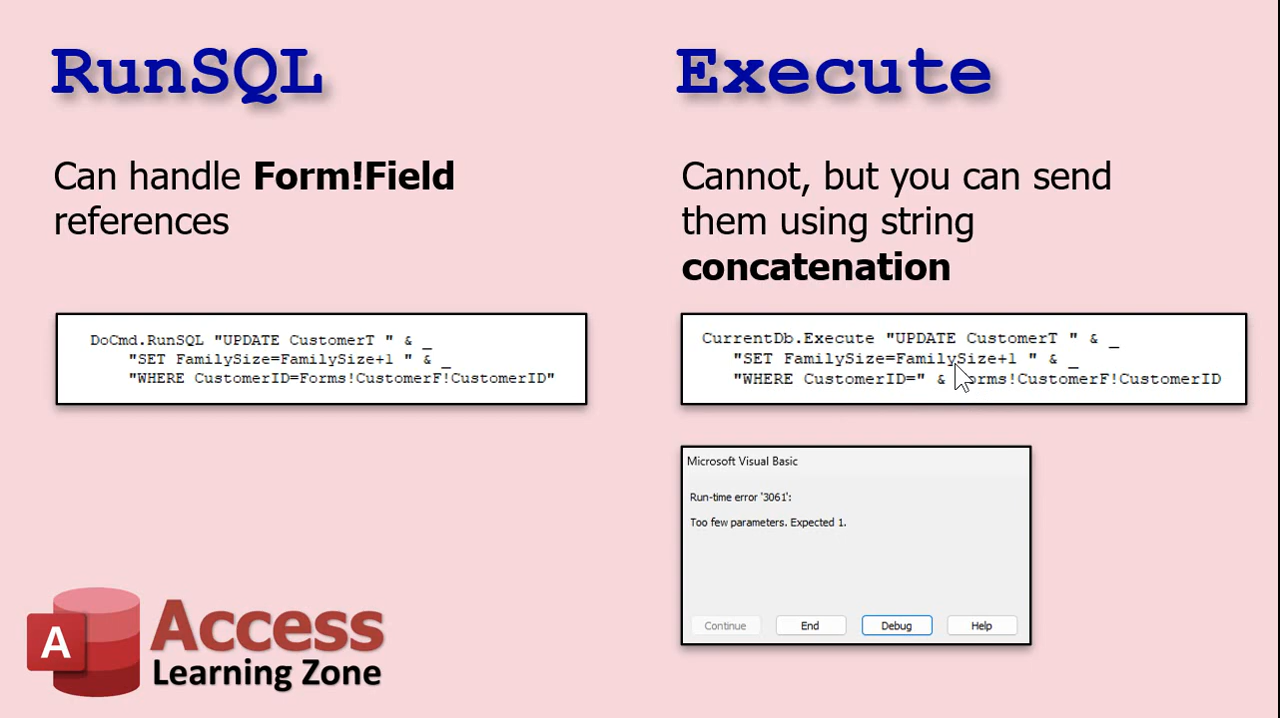 RunSQL
Can handle Form!Field
references
DoCmd.RunSQL "UPDATE CustomerT " & _
"SET FamilySize=FamilySize+1 " & _
"WHERE CustomerID=Forms!CustomerF!CustomerID"
Execute
Cannot, but you can send
them using string
concatenation
CurrentDb.Execute "UPDATE CustomerT " & _
"SET FamilySize=FamilySize+1 " & _
"WHERE CustomerID=" & Forms!CustomerF!CustomerID
Microsoft Visual Basic
Run-time error '3061':
Too few parameters. Expected 1.
Continue End Debug Help
A
Access
Learning Zone